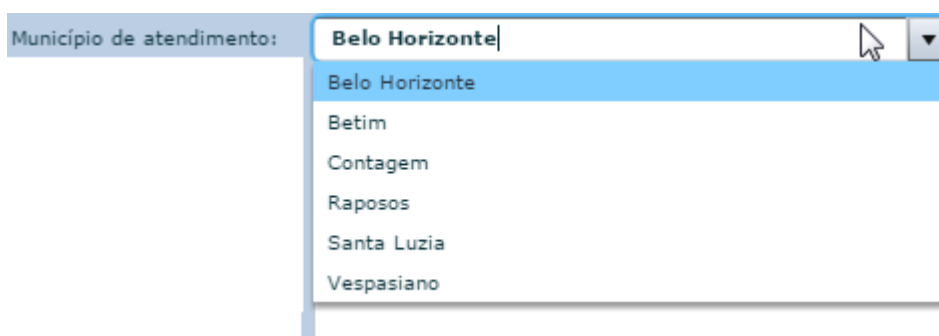 Município de atendimento: Belo Horizonte
Belo Horizonte
Betim
Contagem
Raposos
Santa Luzia
Vespasiano